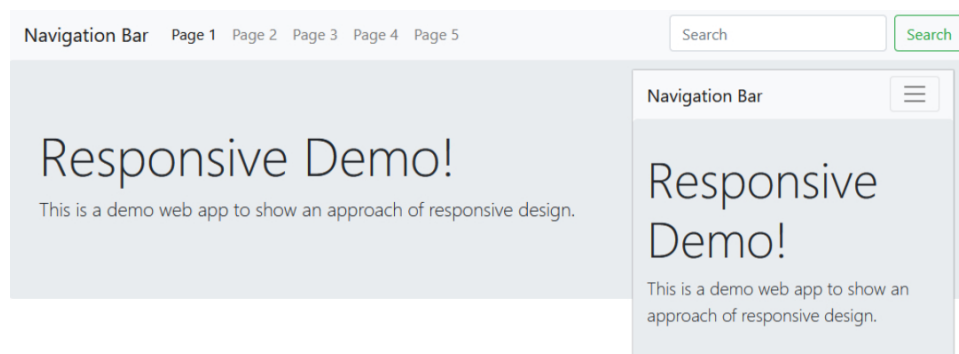 Navigation Bar Page 1 Page 2 Page 3 Page 4 Page 5 Search Search
Responsive Demo!
This is a demo web app to show an approach of responsive design.
Navigation Bar
Responsive
Demo!
This is a demo web app to show an
approach of responsive design.